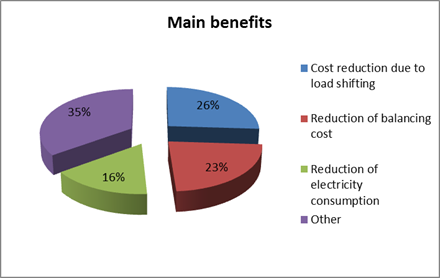 Main benefits
35%
26%
16%
23%
Cost reduction due to
load shifting
Reduction of balancing
cost
Reduction of
electricity
consumption
Other